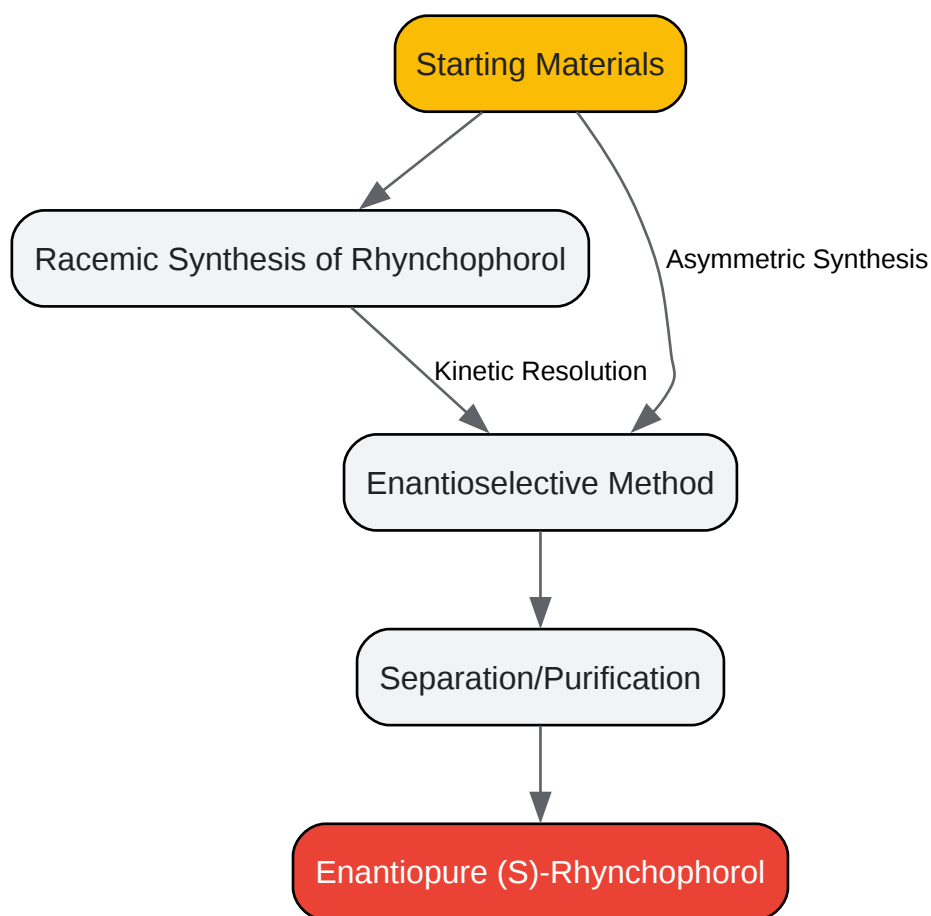 Starting Materials
Racemic Synthesis of Rhynchophorol
Asymmetric Synthesis
Kinetic Resolution
Enantioselective Method
Separation/Purification
Enantiopure (S)-Rhynchophorol